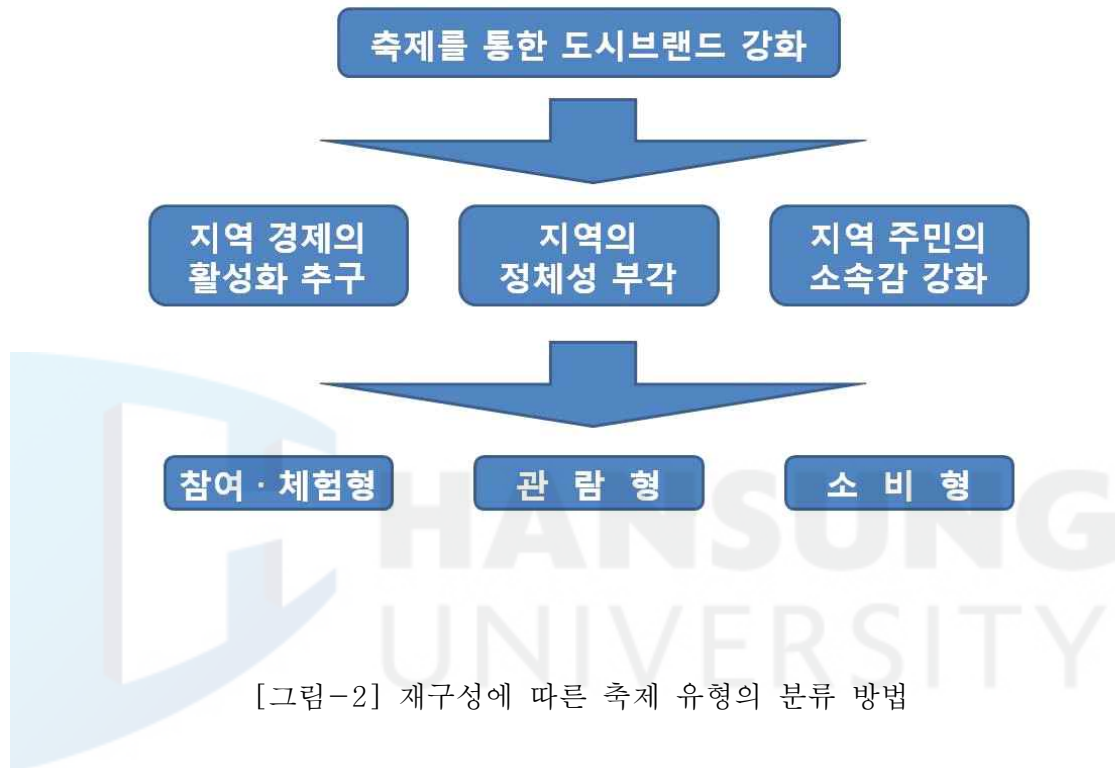 축제를 통한 도시브랜드 강화
지역 경제의
활성화 추구
지역의
정체성 부각
지역 주민의
소속감 강화
참여 · 체험형
관 람 형
소 비 형
HANSUNG
UNIVERSITY
[그림-2] 재구성에 따른 축제 유형의 분류 방법